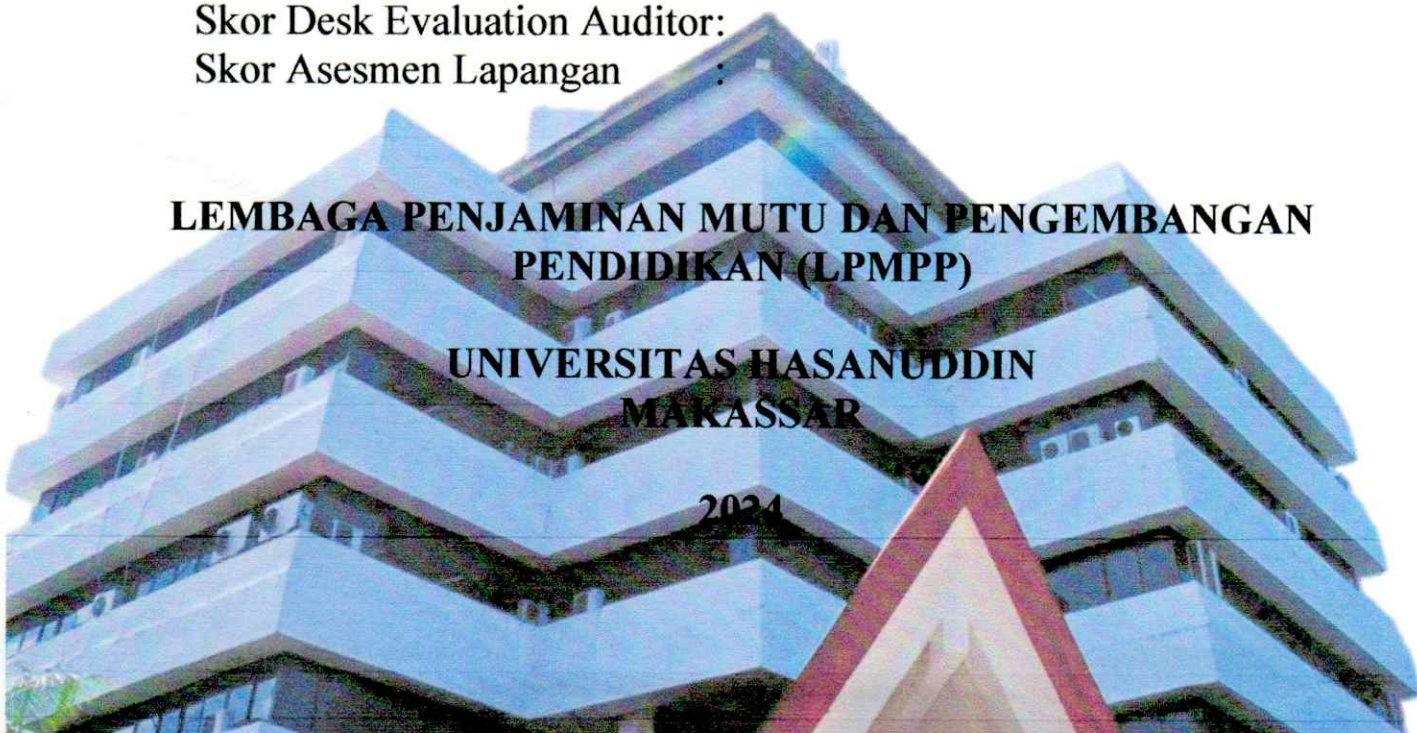 Skor Desk Evaluation Auditor:
Skor Asesmen Lapangan :
LEMBAGA PENJAMINAN MUTU DAN PENGEMBANGAN
PENDIDIKAN (LPMPP)
UNIVERSITAS HASANUDDIN
MAKASSAR
2024